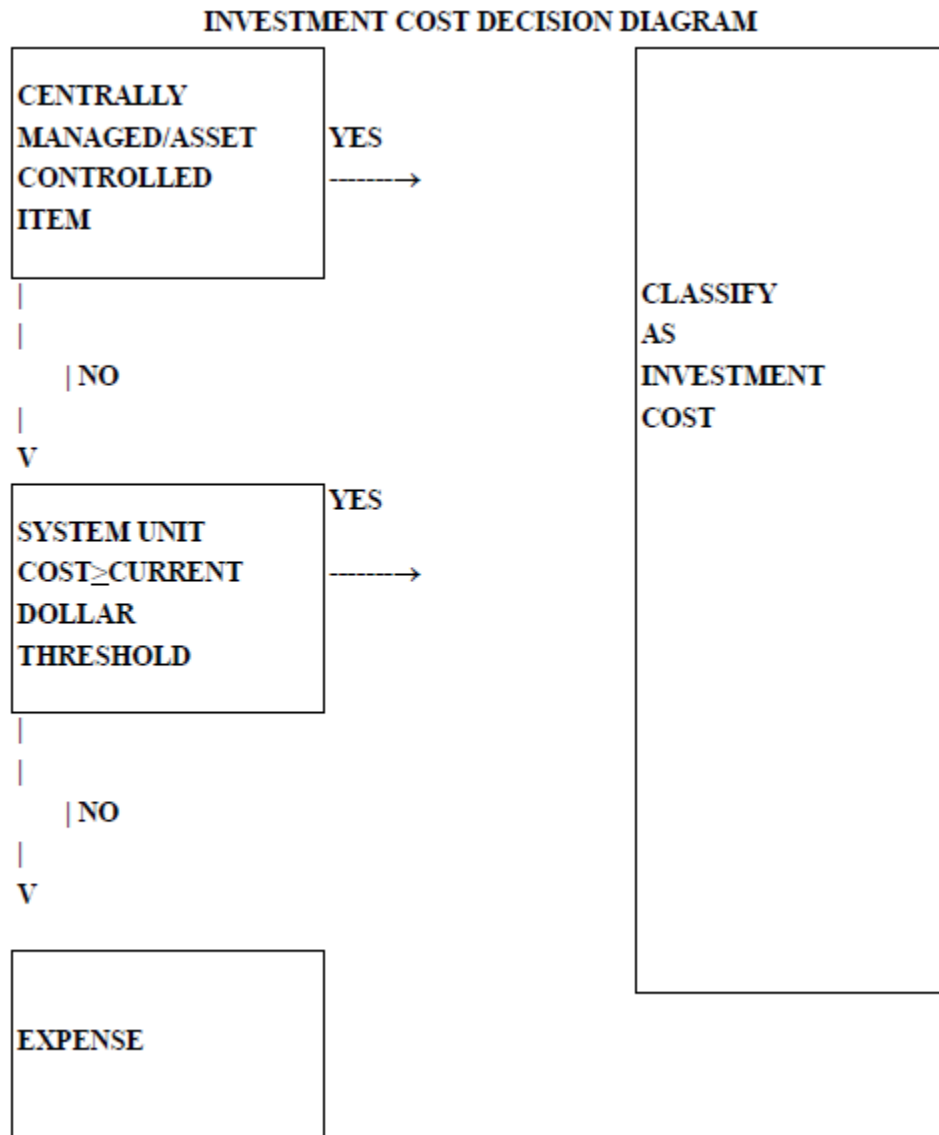 INVESTMENT COST DECISION DIAGRAM
CENTRALLY
MANAGED/ASSET
CONTROLLED
ITEM
YES
--------→
|
|
| NO
|
V
SYSTEM UNIT
COST≥CURRENT
DOLLAR
THRESHOLD
YES
--------→
|
|
| NO
|
V
EXPENSE
CLASSIFY
AS
INVESTMENT
COST